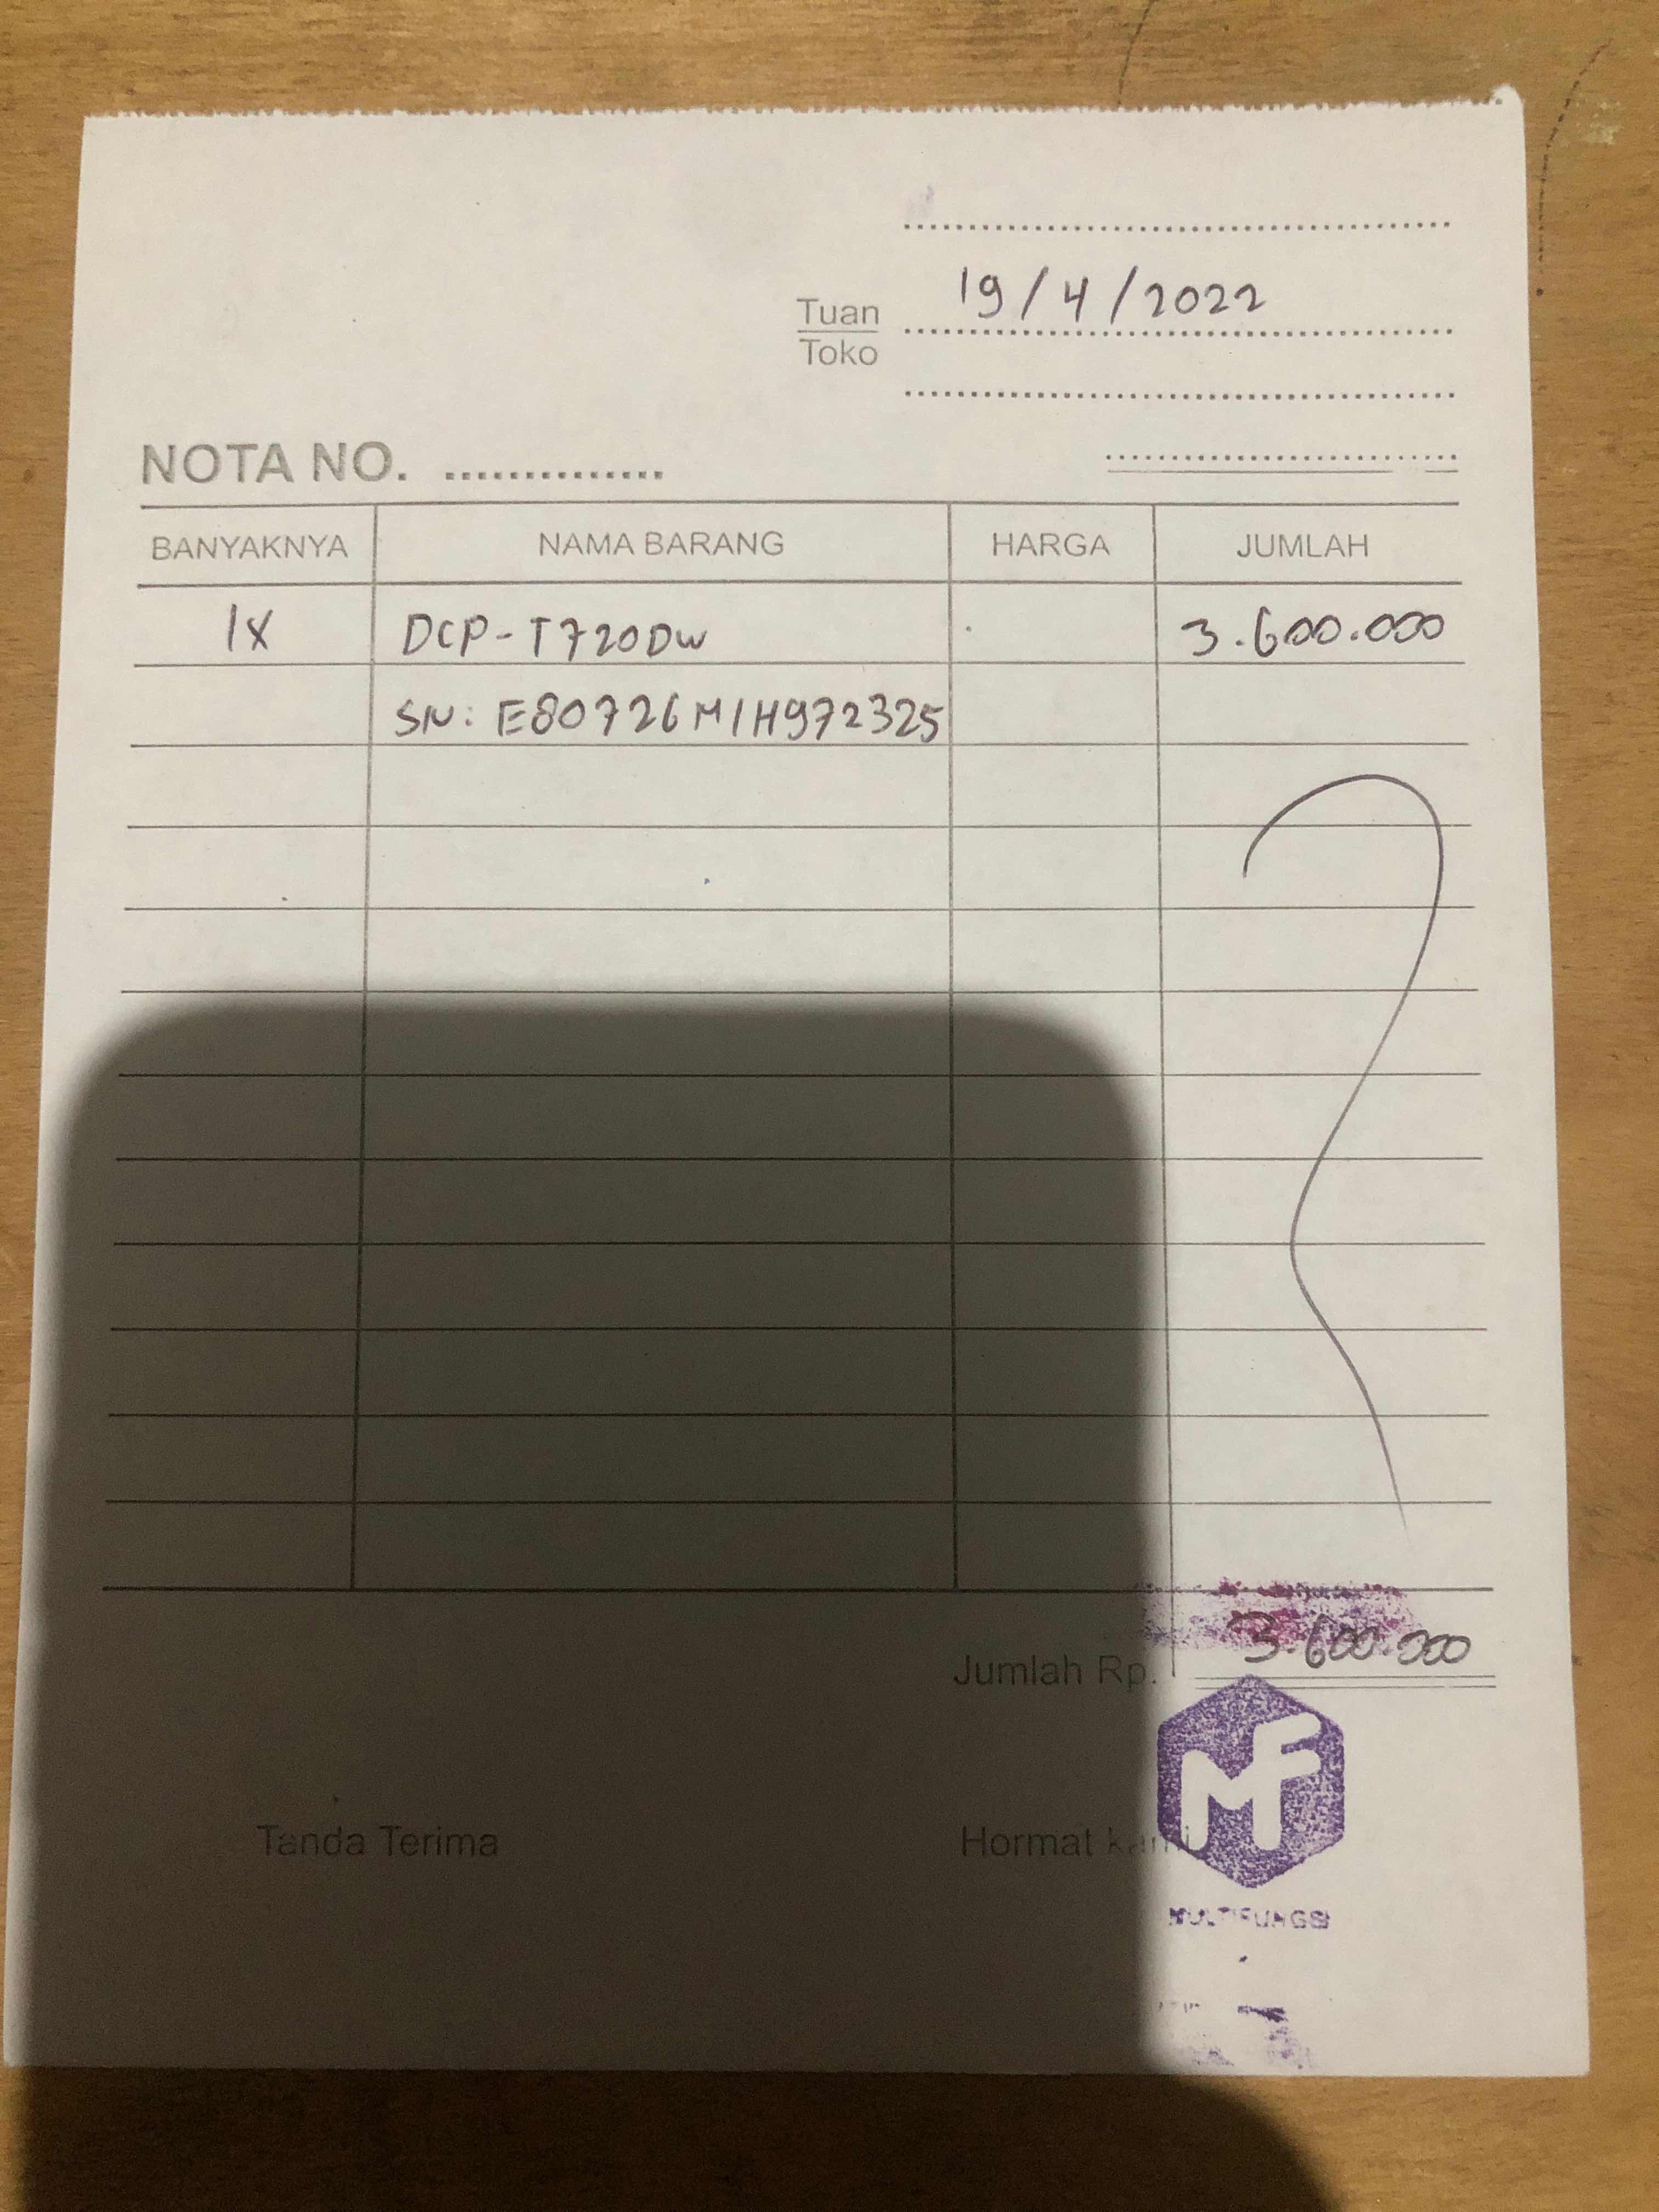 19/4/2022
Tuan
Toko
NOTA NO. ..............
BANYAKNYA NAMA BARANG HARGA JUMLAH
1X DCP-T720DW 3.600.000
SN: E80726M1H972325
Jumlah Rp. 3.600.000
Tanda Terima Hormat kami
MF
MULTIFUNGSI